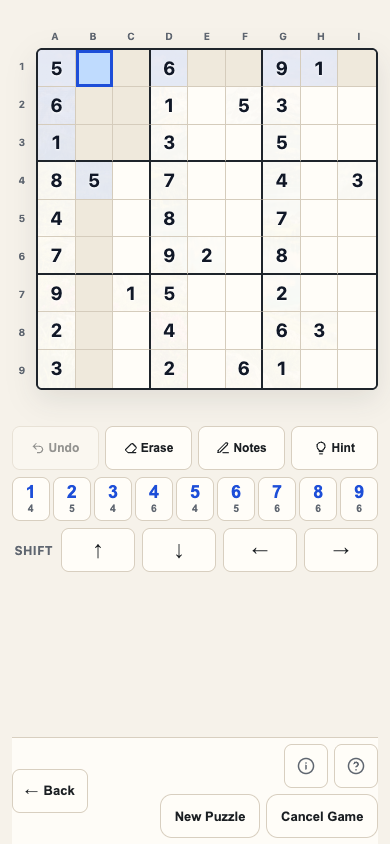 A B C D E F G H I
1 5 6 9 1
2 6 1 5 3
3 1 3 5
4 8 5 7 4 3
5 4 8 7
6 7 9 2 8
7 9 1 5 2
8 2 4 6 3
9 3 2 6 1
Undo Erase Notes Hint
1 2 3 4 5 6 7 8 9
4 5 4 6 4 5 6 6 6
SHIFT ↑ ↓ ← →
← Back
New Puzzle Cancel Game